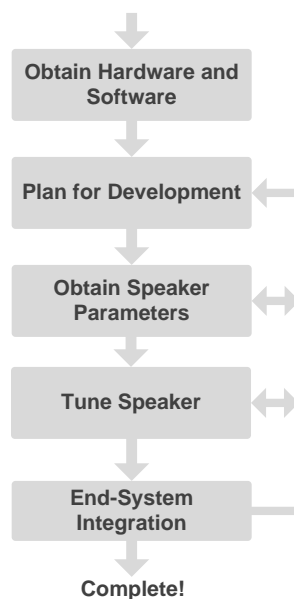 Obtain Hardware and
Software
Plan for Development
Obtain Speaker
Parameters
Tune Speaker
End-System
Integration
Complete!